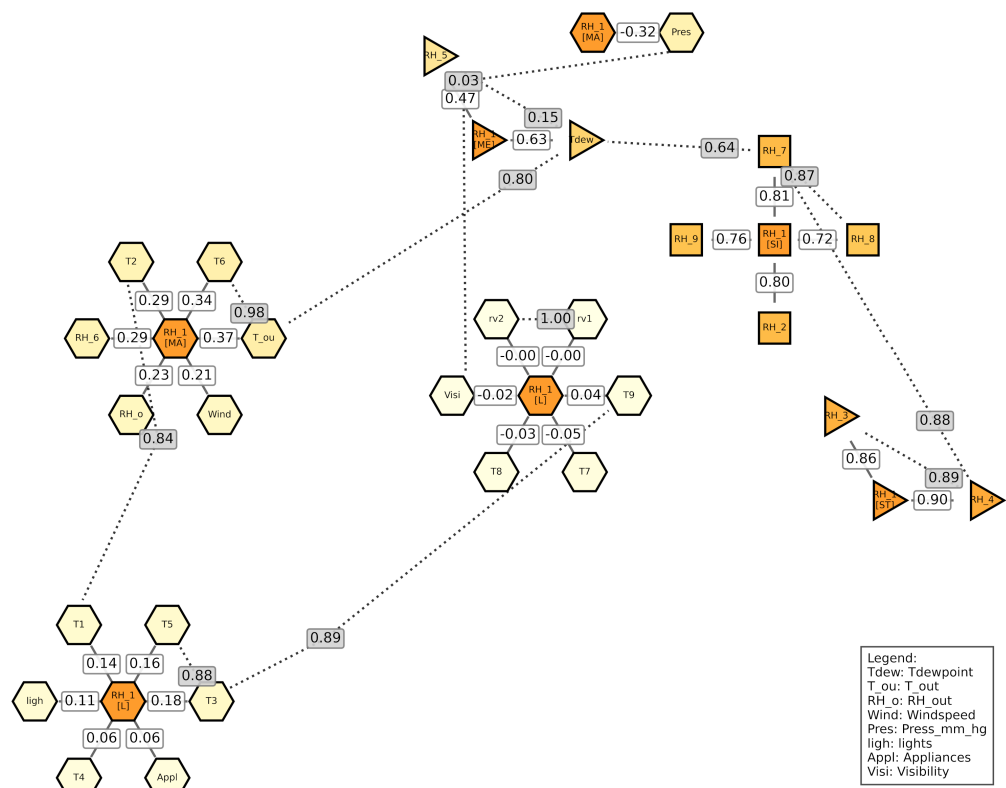 RH_1
[MA]
-0.32
Pres
RH_5
0.03
0.47
0.15
RH_1
[ME]
0.63
Tdew
0.64
RH_7
0.80
0.87
0.81
RH_9
0.76
RH_1
[SI]
0.72
RH_8
0.80
RH_2
T2
T6
0.29
0.34
0.98
RH_6
0.29
RH_1
[MA]
0.37
T_ou
0.23
0.21
RH_o
Wind
0.84
rv2
1.00
rv1
-0.00
-0.00
Visi
-0.02
RH_1
[L]
0.04
T9
-0.03
-0.05
T8
T7
RH_3
0.88
0.86
0.89
RH_1
[ST]
0.90
RH_4
T1
T5
0.89
0.14
0.16
0.88
ligh
0.11
RH_1
[L]
0.18
T3
0.06
0.06
T4
Appl
Legend:
Tdew: Tdewpoint
T_ou: T_out
RH_o: RH_out
Wind: Windspeed
Pres: Press_mm_hg
ligh: lights
Appl: Appliances
Visi: Visibility